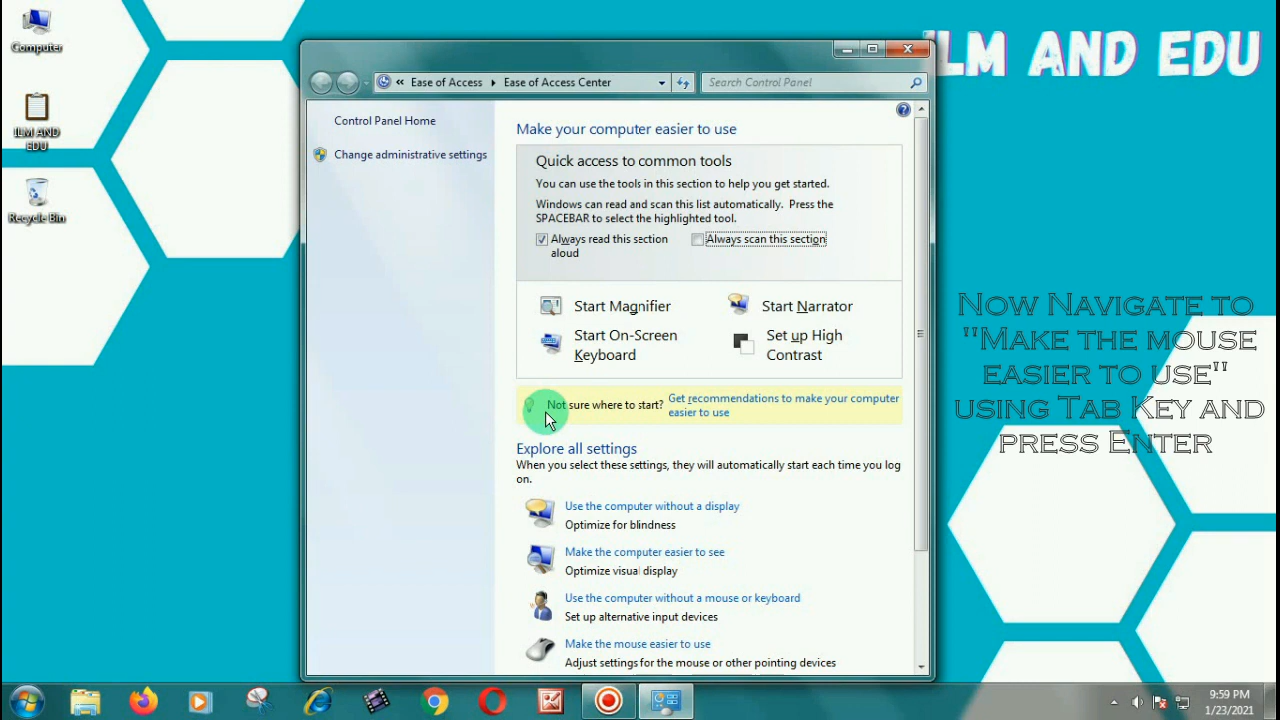 Computer
ILM AND
EDU
Recycle Bin
ILM AND EDU
« Ease of Access ▸ Ease of Access Center
Search Control Panel
Control Panel Home
Change administrative settings
Make your computer easier to use
Quick access to common tools
You can use the tools in this section to help you get started.
Windows can read and scan this list automatically. Press the
SPACEBAR to select the highlighted tool.
Always read this section
aloud
Always scan this section
Start Magnifier
Start Narrator
Start On-Screen
Keyboard
Set up High
Contrast
Not sure where to start?
Get recommendations to make your computer
easier to use
Explore all settings
When you select these settings, they will automatically start each time you log
on.
Use the computer without a display
Optimize for blindness
Make the computer easier to see
Optimize visual display
Use the computer without a mouse or keyboard
Set up alternative input devices
Make the mouse easier to use
Adjust settings for the mouse or other pointing devices
Now Navigate to
"Make the mouse
easier to use"
using Tab Key and
press Enter
9:59 PM
1/23/2021